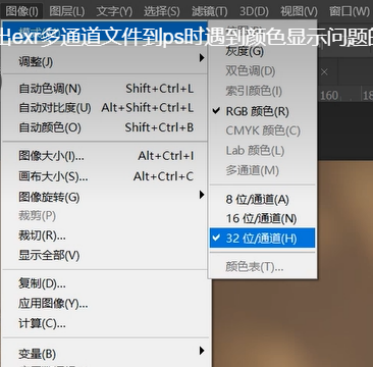 图像(I) 图层(L) 文字(Y) 选择(S) 滤镜(T) 3D(D) 视图(V) 窗口(W)
出exr多通道文件到ps时遇到颜色显示问题的
灰度(G)
调整(J)
双色调(D)
索引颜色(I)
自动色调(N) Shift+Ctrl+L
自动对比度(U) Alt+Shift+Ctrl+L
RGB 颜色(R)
160
自动颜色(O) Shift+Ctrl+B
CMYK 颜色(C)
Lab 颜色(L)
图像大小(I)... Alt+Ctrl+I
多通道(M)
画布大小(S)... Alt+Ctrl+C
图像旋转(G)
8 位/通道(A)
裁剪(P)
16 位/通道(N)
裁切(R)...
32 位/通道(H)
显示全部(V)
颜色表(T)...
复制(D)...
应用图像(Y)...
计算(C)...
变量(B)